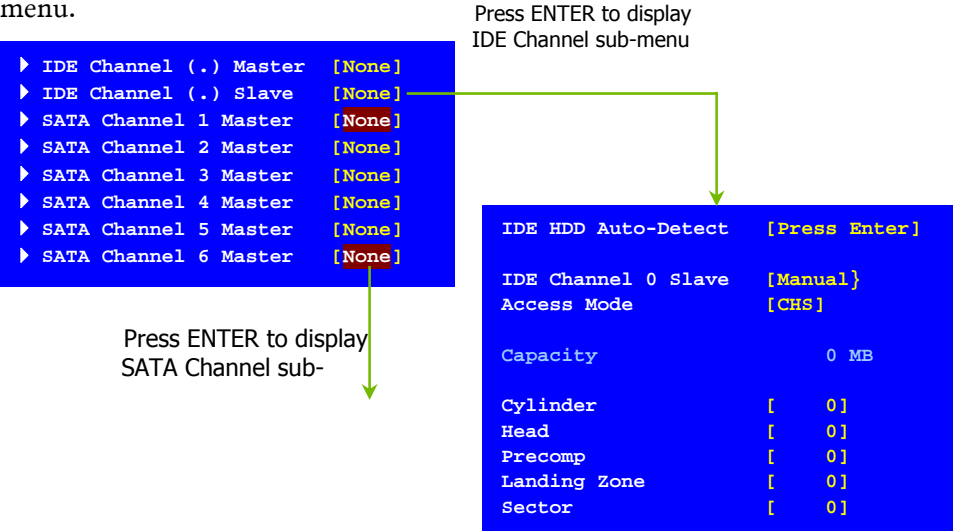 menu.
Press ENTER to display
IDE Channel sub-menu
IDE Channel (.) Master [None]
IDE Channel (.) Slave [None]
SATA Channel 1 Master [None]
SATA Channel 2 Master [None]
SATA Channel 3 Master [None]
SATA Channel 4 Master [None]
SATA Channel 5 Master [None]
SATA Channel 6 Master [None]
Press ENTER to display
SATA Channel sub-
IDE HDD Auto-Detect [Press Enter]
IDE Channel 0 Slave [Manual}
Access Mode [CHS]
Capacity 0 MB
Cylinder [ 0]
Head [ 0]
Precomp [ 0]
Landing Zone [ 0]
Sector [ 0]